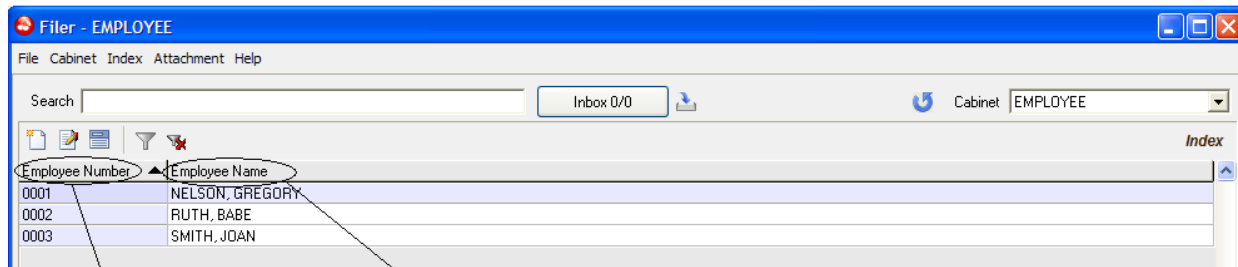 Filer - EMPLOYEE
File Cabinet Index Attachment Help
Search Inbox 0/0 Cabinet EMPLOYEE
Index
Employee Number Employee Name
0001 NELSON, GREGORY
0002 RUTH, BABE
0003 SMITH, JOAN